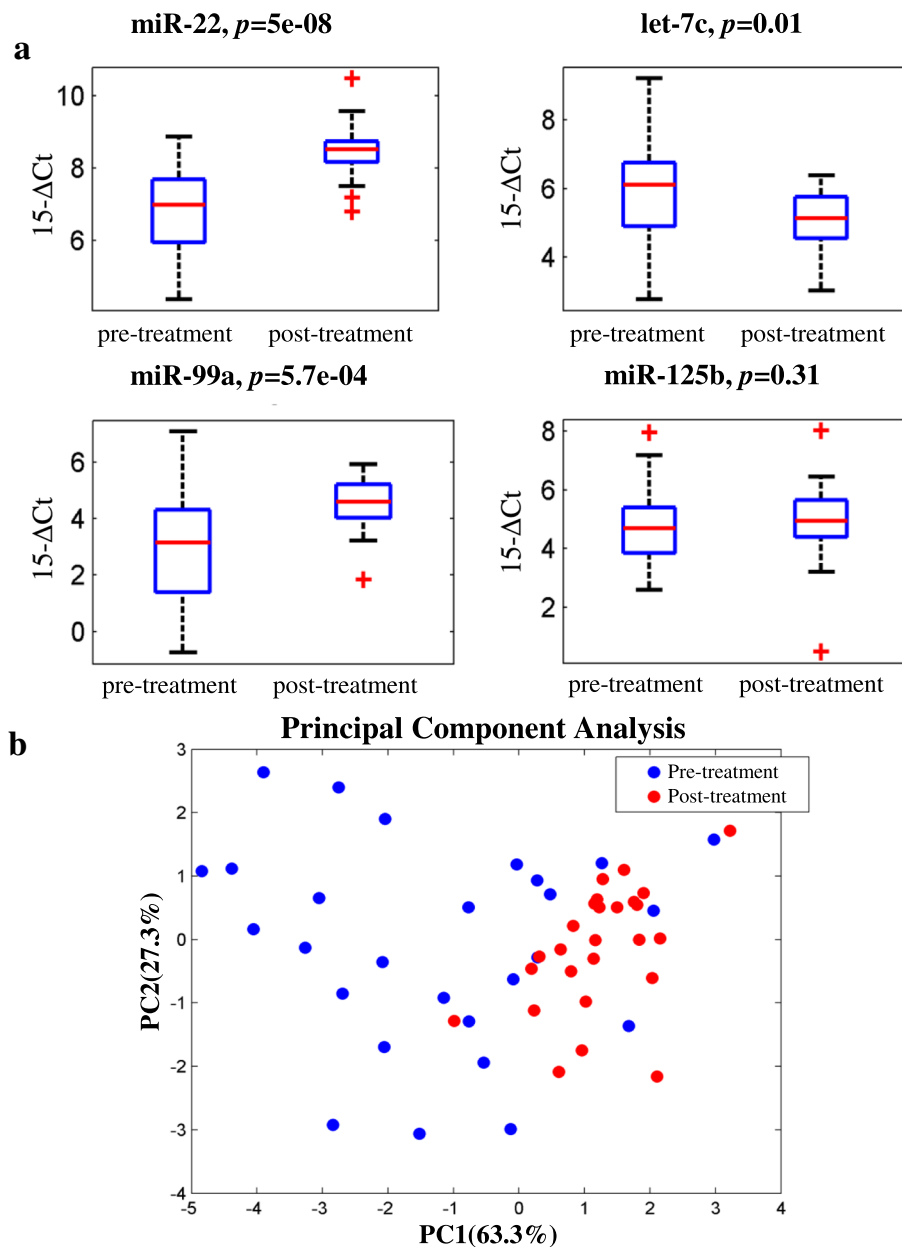 a
miR-22, p=5e-08
15-ΔCt
10
8
6
pre-treatment post-treatment
let-7c, p=0.01
15-ΔCt
8
6
4
pre-treatment post-treatment
miR-99a, p=5.7e-04
15-ΔCt
6
4
2
0
pre-treatment post-treatment
miR-125b, p=0.31
15-ΔCt
8
6
4
2
pre-treatment post-treatment
b
Principal Component Analysis
Pre-treatment
Post-treatment
PC2(27.3%)
3
2
1
0
-1
-2
-3
-4
-5 -4 -3 -2 -1 0 1 2 3 4
PC1(63.3%)